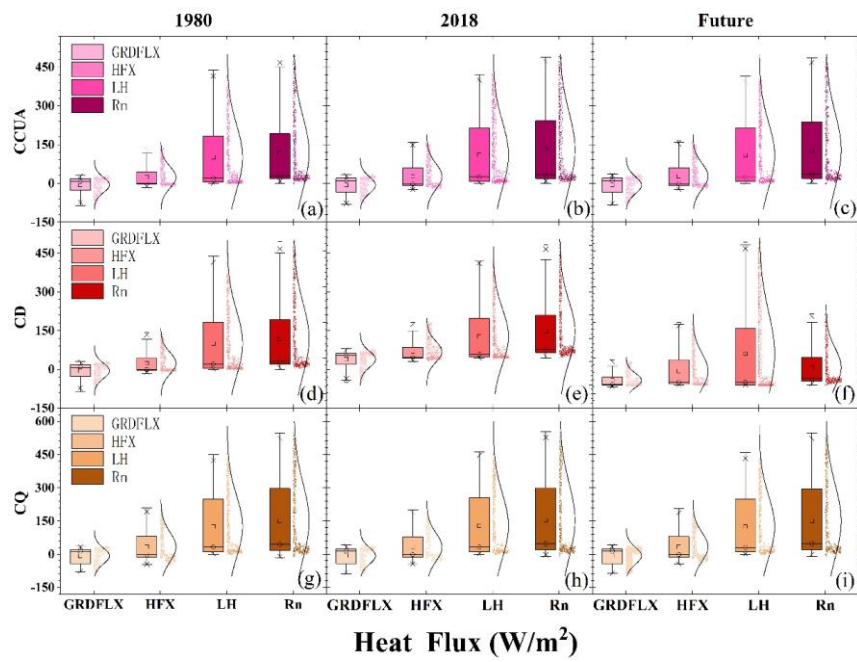 1980 2018 Future
CCUA
450
300
150
0
-150
GRDFLX
HFX
LH
Rn
(a) (b) (c)
CD
450
300
150
0
-150
GRDFLX
HFX
LH
Rn
(d) (e) (f)
CQ
600
450
300
150
0
-150
GRDFLX
HFX
LH
Rn
(g) (h) (i)
GRDFLX HFX LH Rn GRDFLX HFX LH Rn GRDFLX HFX LH Rn
Heat Flux (W/m²)